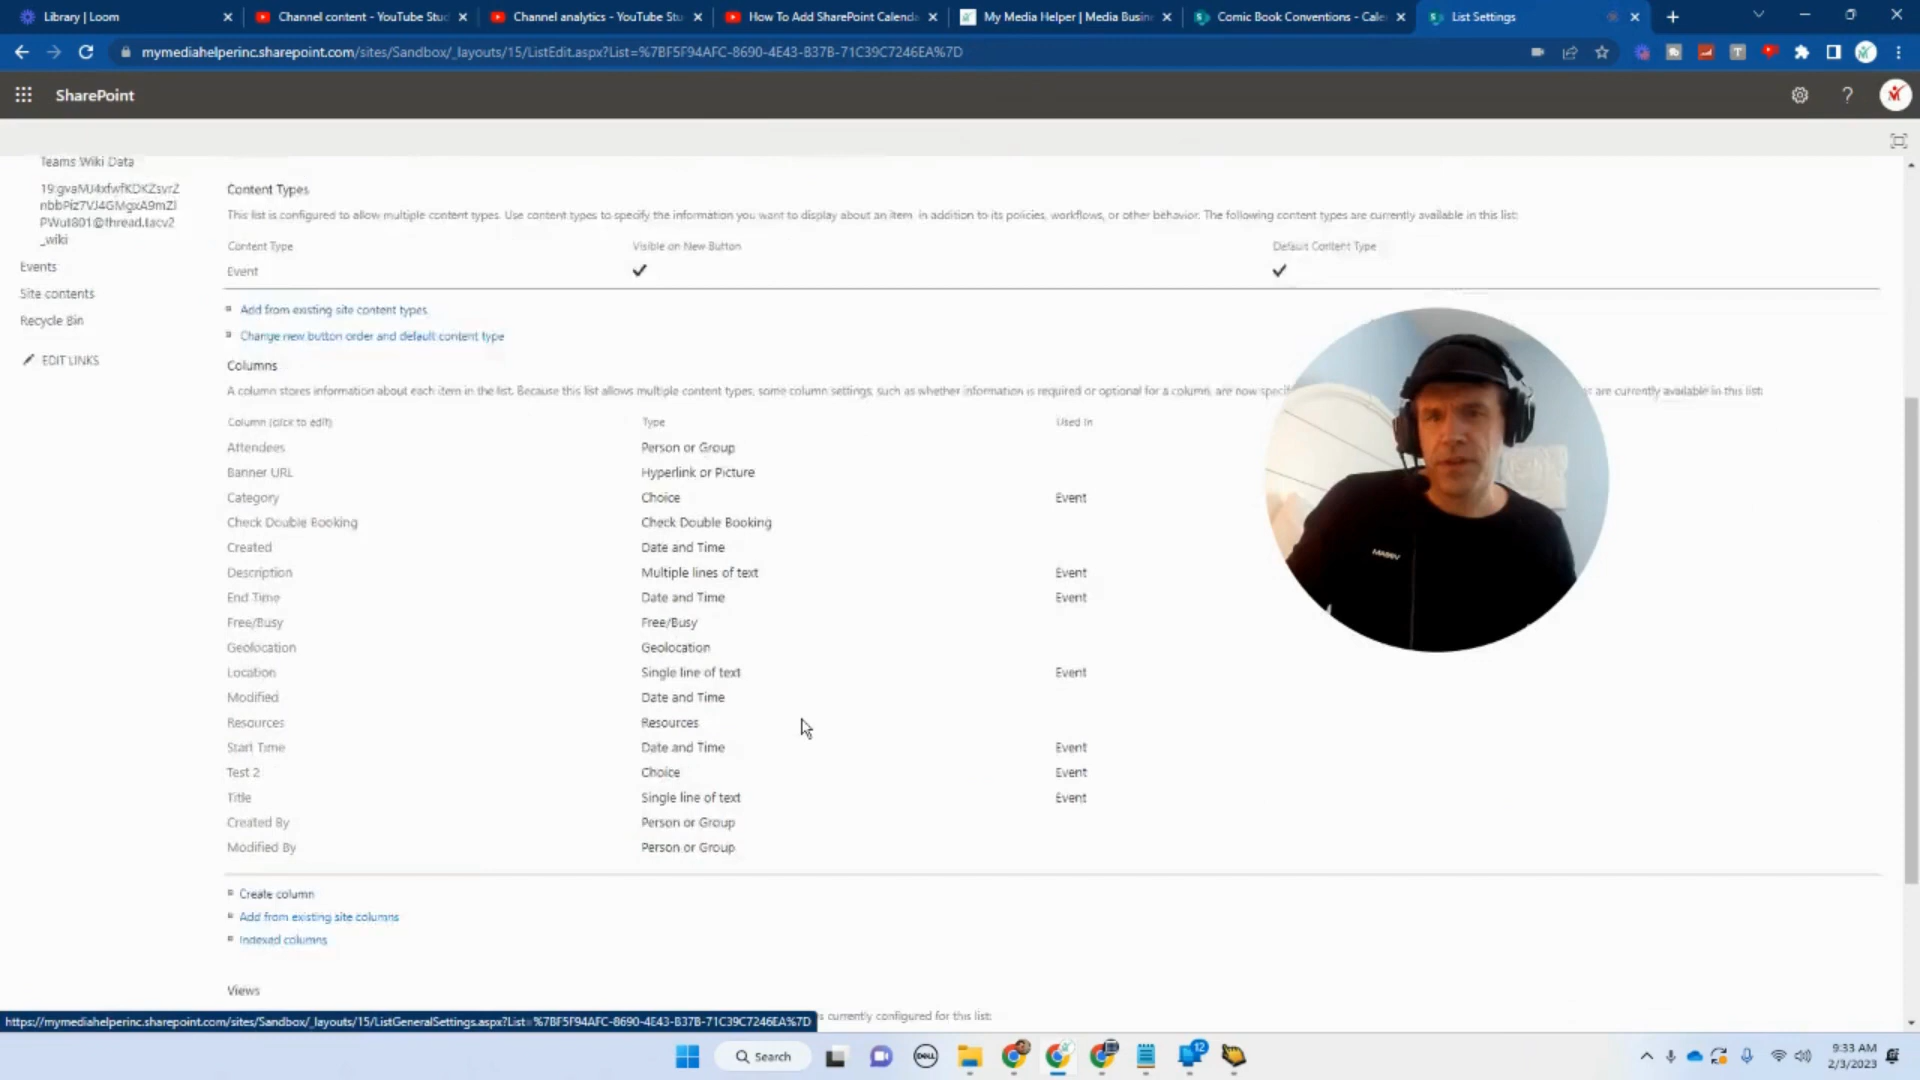 Library | Loom
Channel content - YouTube Stud
Channel analytics - YouTube Stu
How To Add SharePoint Calenda
My Media Helper | Media Busin
Comic Book Conventions - Cale
List Settings
mymediahelperinc.sharepoint.com/sites/Sandbox/_layouts/15/ListEdit.aspx?List=%7BF5F94AFC-8690-4E43-B37B-71C39C7246EA%7D
SharePoint
Teams Wiki Data
_wiki
Events
Site contents
Recycle Bin
EDIT LINKS
Content Types
This list is configured to allow multiple content types. Use content types to specify the information you want to display about an item in addition to its policies, workflows, or other behavior. The following content types are currently available in this list:
Content Type Visible on New Button Default Content Type
Event
Add from existing site content types
Change new button order and default content type
Columns
A column stores information about each item in the list. Because this list allows multiple content types, some column settings, such as whether information is required or optional for a column, are now speci
are currently available in this list:
Column (click to edit) Type Used in
Attendees Person or Group
Banner URL Hyperlink or Picture
Category Choice Event
Check Double Booking Check Double Booking
Created Date and Time
Description Multiple lines of text Event
End Time Date and Time Event
Free/Busy Free/Busy
Geolocation Geolocation
Location Single line of text Event
Modified Date and Time
Resources Resources
Start Time Date and Time Event
Test 2 Choice Event
Title Single line of text Event
Created By Person or Group
Modified By Person or Group
Create column
Add from existing site columns
Indexed columns
Views
s currently configured for this list:
https://mymediahelperinc.sharepoint.com/sites/Sandbox/_layouts/15/ListGeneralSettings.aspx?List=%7BF5F94AFC-8690-4E43-B37B-71C39C7246EA%7D
Search
DELL
12
9:33 AM
2/3/2023